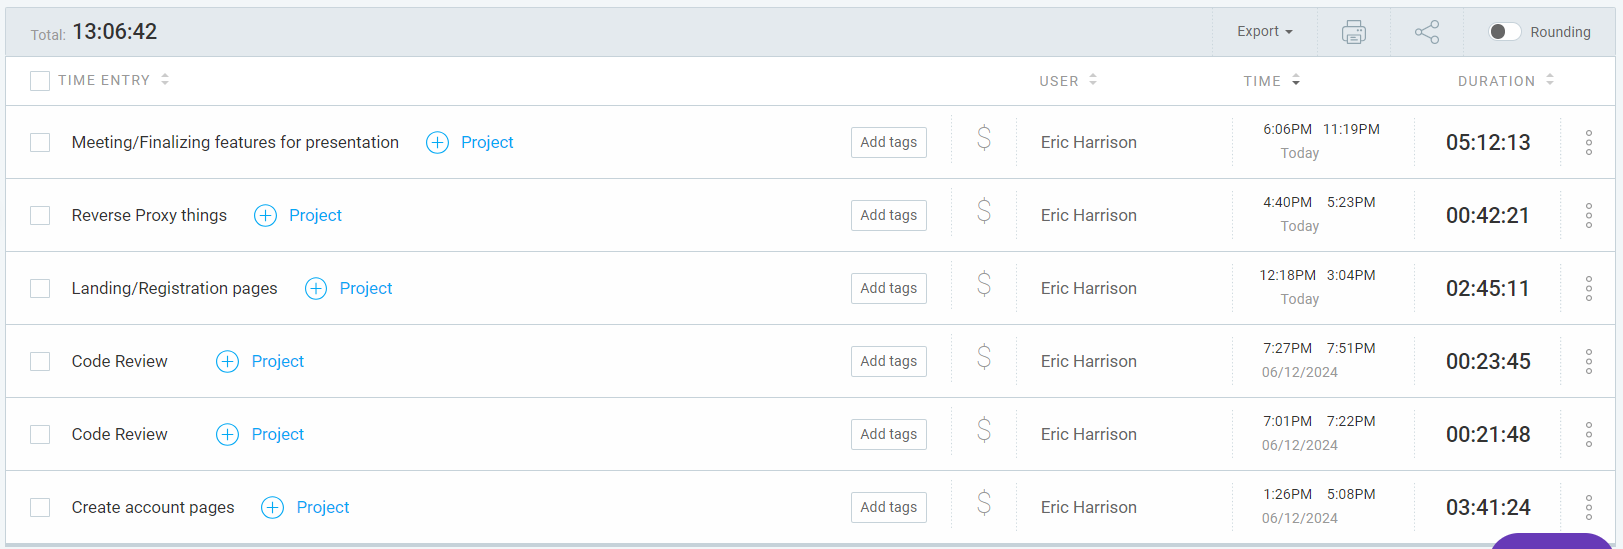 Total: 13:06:42 Export Rounding
TIME ENTRY USER TIME DURATION
Meeting/Finalizing features for presentation Project Add tags $ Eric Harrison 6:06PM 11:19PM Today 05:12:13
Reverse Proxy things Project Add tags $ Eric Harrison 4:40PM 5:23PM Today 00:42:21
Landing/Registration pages Project Add tags $ Eric Harrison 12:18PM 3:04PM Today 02:45:11
Code Review Project Add tags $ Eric Harrison 7:27PM 7:51PM 06/12/2024 00:23:45
Code Review Project Add tags $ Eric Harrison 7:01PM 7:22PM 06/12/2024 00:21:48
Create account pages Project Add tags $ Eric Harrison 1:26PM 5:08PM 06/12/2024 03:41:24